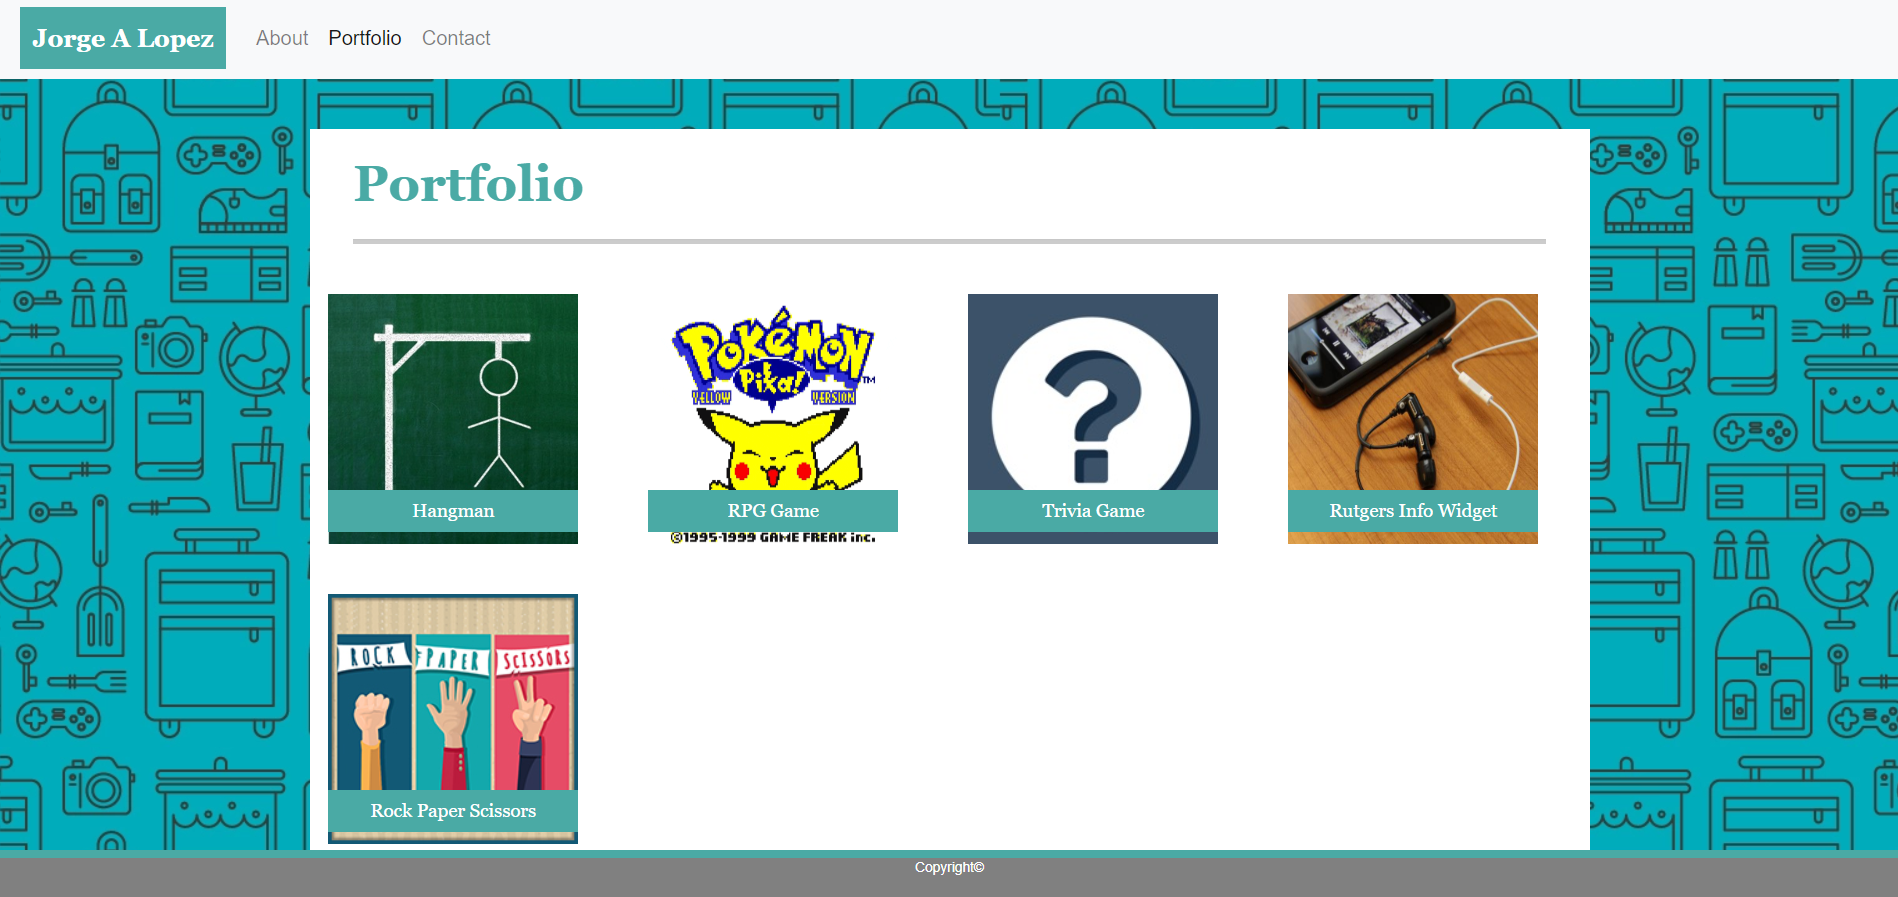 Jorge A Lopez
About Portfolio Contact
Portfolio
POKéMON
TM
Pika!
YELLOW VERSION
Hangman
RPG Game
Trivia Game
Rutgers Info Widget
©1995-1999 GAME FREAK inc.
ROCK PAPER SCISSORS
Rock Paper Scissors
Copyright©